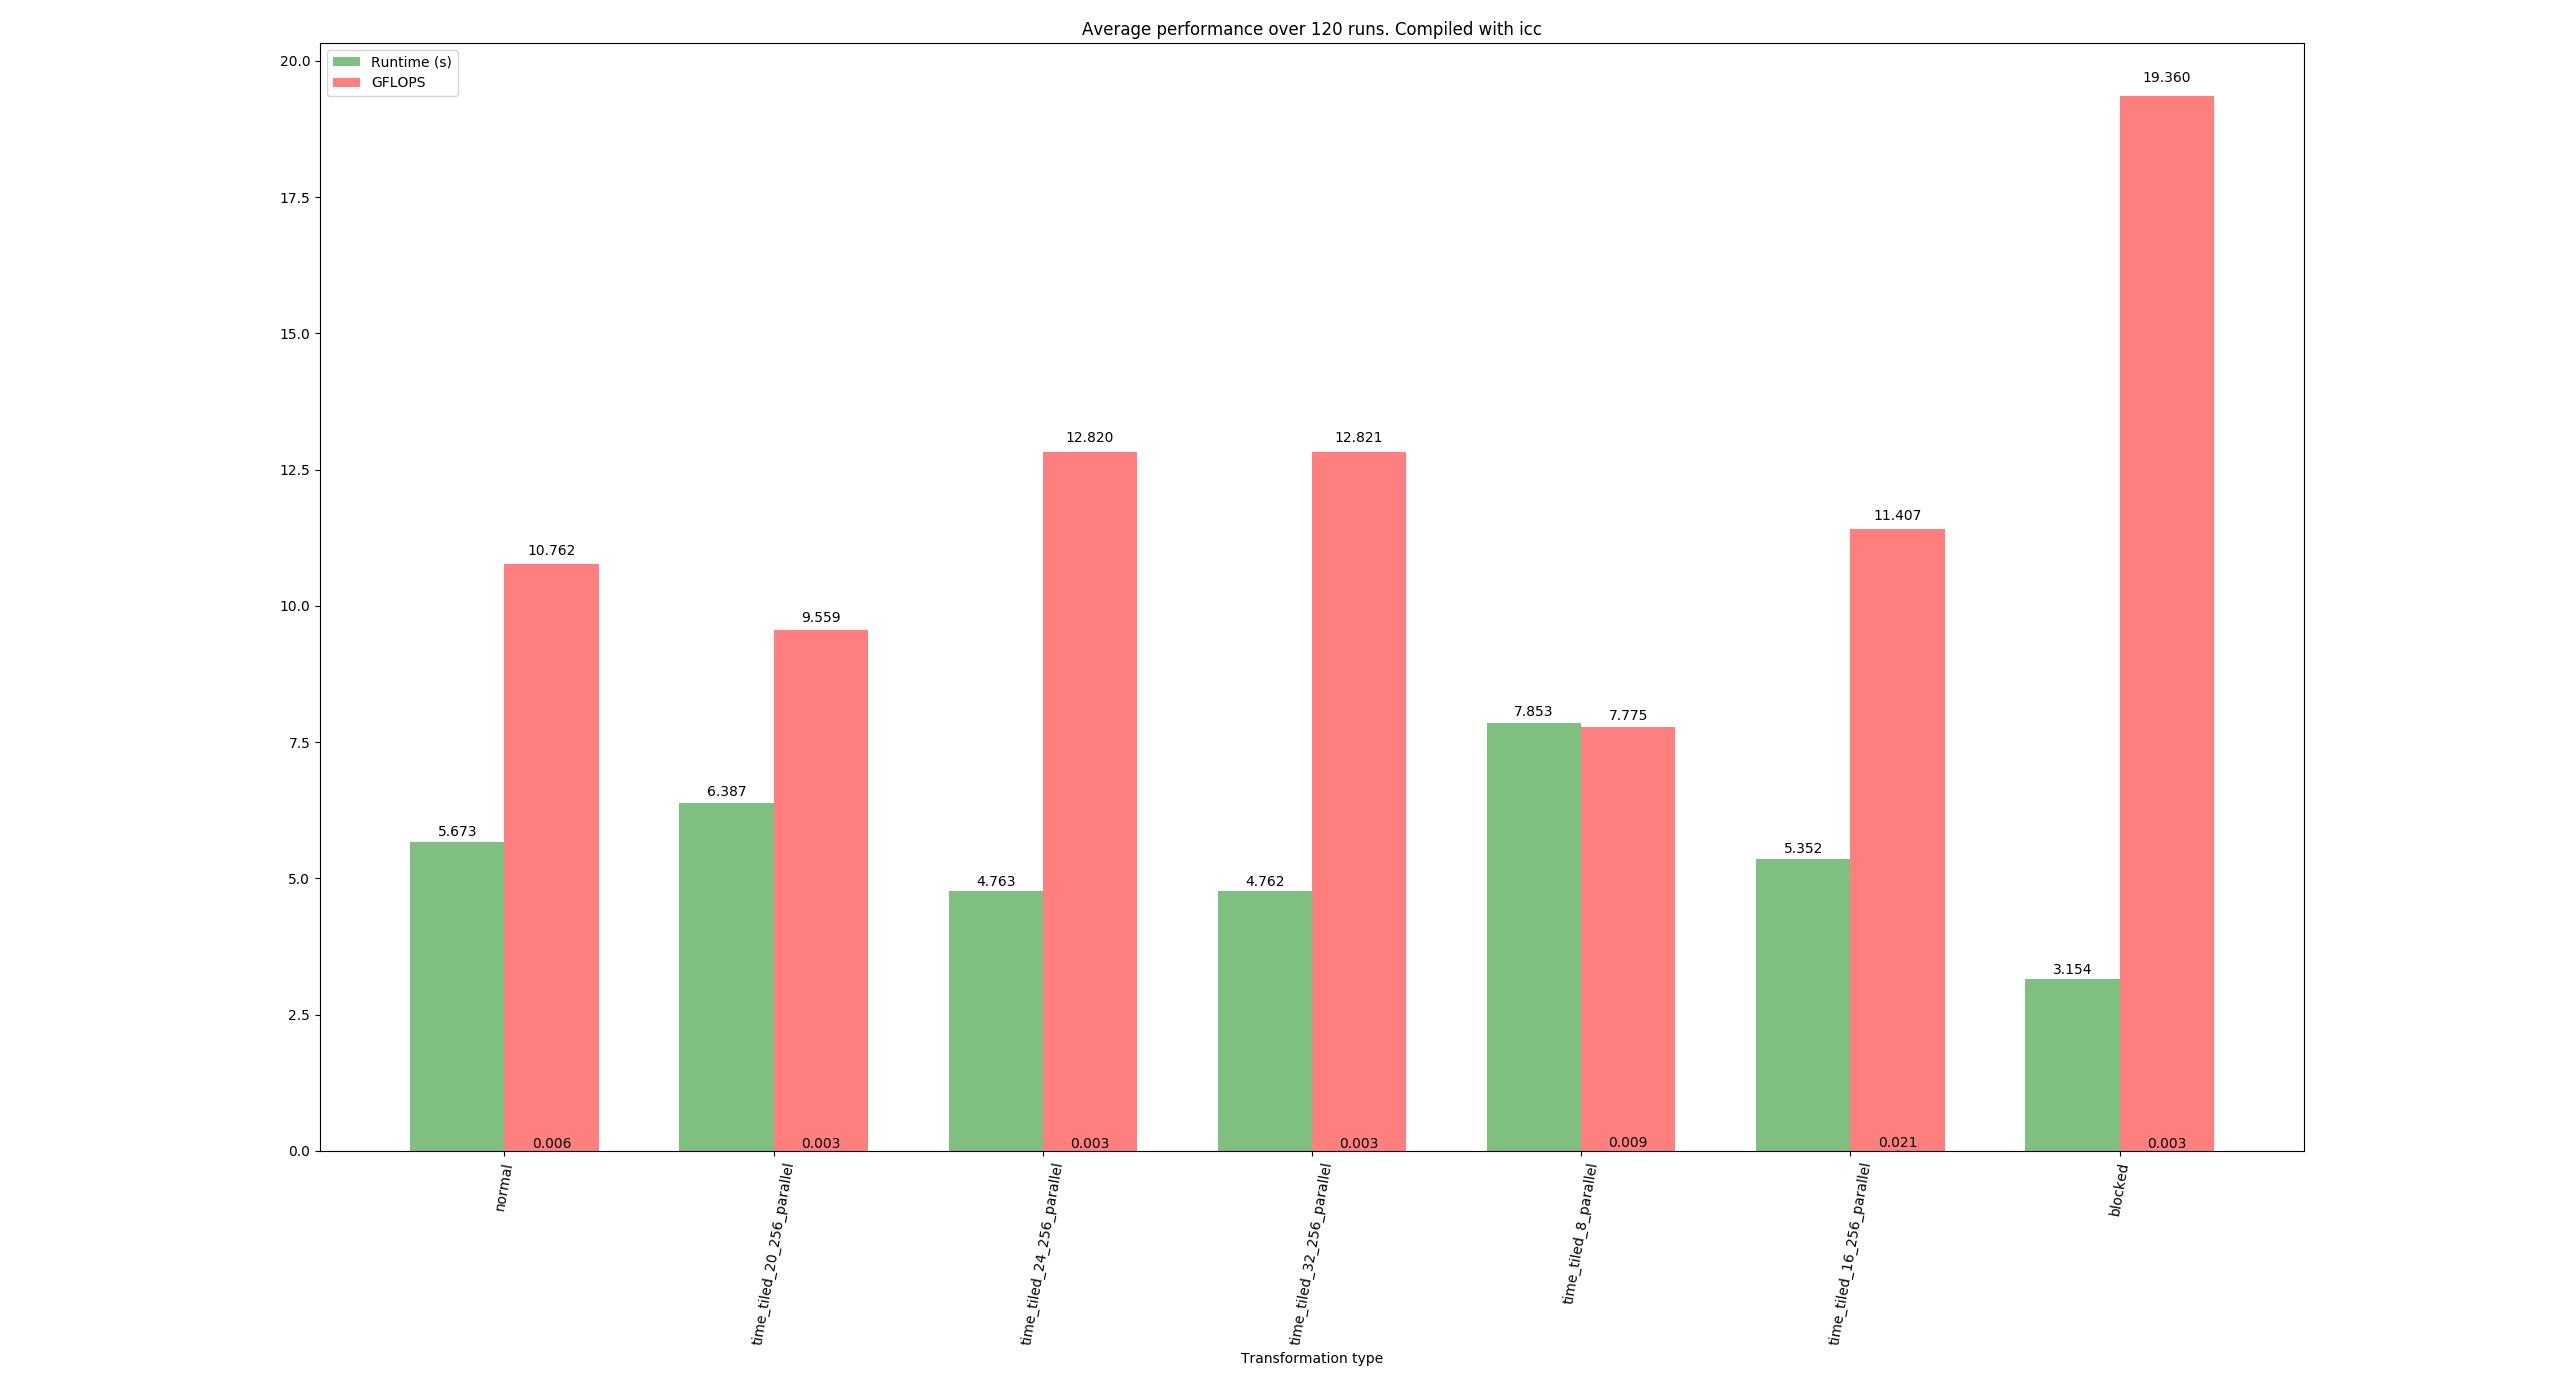 Average performance over 120 runs. Compiled with icc
Runtime (s)
GFLOPS
20.0
17.5
15.0
12.5
10.0
7.5
5.0
2.5
0.0
5.673
10.762
0.006
6.387
9.559
0.003
4.763
12.820
0.003
4.762
12.821
0.003
7.853
7.775
0.009
5.352
11.407
0.021
3.154
19.360
0.003
normal
time_tiled_20_256_parallel
time_tiled_24_256_parallel
time_tiled_32_256_parallel
time_tiled_8_parallel
time_tiled_16_256_parallel
blocked
Transformation type